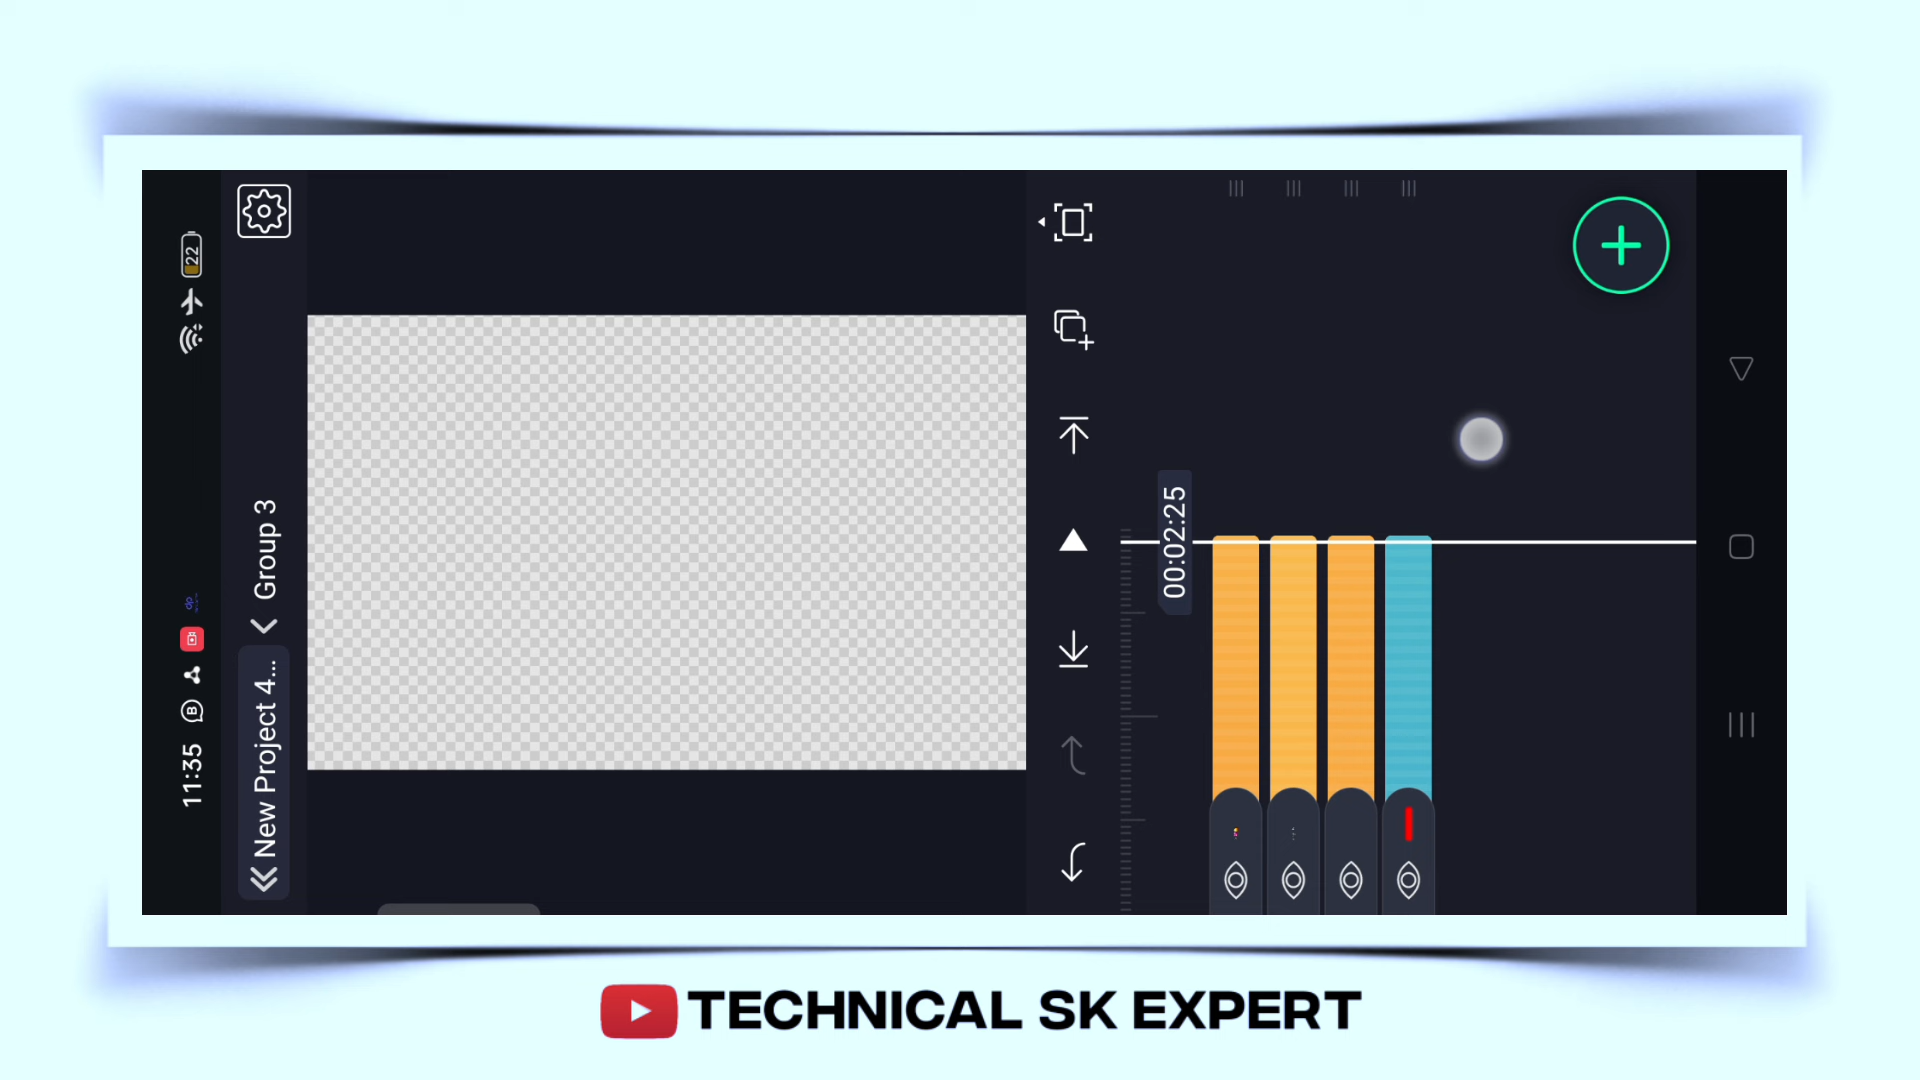 11:35
22
New Project 4...
Group 3
00:02:25
TECHNICAL SK EXPERT